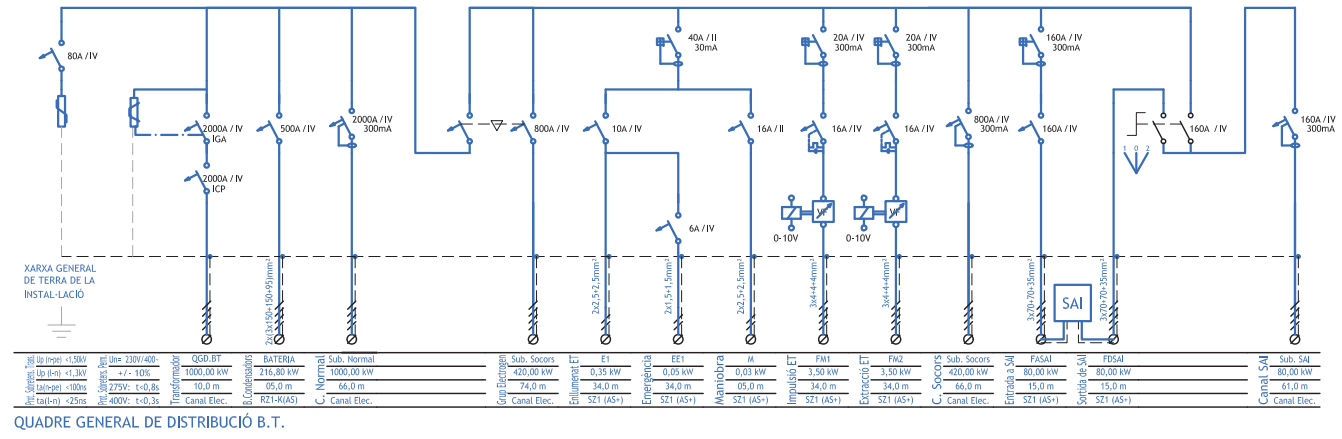 80A / IV
2000A / IV
IGA
2000A / IV
ICP
500A / IV
2000A / IV
300mA
800A / IV
10A / IV
40A / II
30mA
6A / IV
16A / II
20A / IV
300mA
16A / IV
VF
0-10V
20A / IV
300mA
16A / IV
VF
0-10V
800A / IV
300mA
160A / IV
300mA
160A / IV
1 0 2
160A / IV
160A / IV
300mA
XARXA GENERAL
DE TERRA DE LA
INSTAL·LACIÓ
2x(3x150+150+95)mm²
2x2,5+2,5mm²
2x1,5+1,5mm²
2x2,5+2,5mm²
3x4+4+4mm²
3x4+4+4mm²
3x70+70+35mm²
SAI
3x70+70+35mm²
Up (n-pe) <1,50kV
Up (l-n) <1,3kV
ta(n-pe) <100ns
ta(l-n) <25ns
Un= 230V/400-
+/- 10%
275V: t<0,8s
400V: t<0,3s
Transformador
QGD.BT
1000,00 kW
10,0 m
Canal Elec.
B.Condensadors
BATERIA
216,80 kW
05,0 m
RZ1-K(AS)
C. Normal
Sub. Normal
1000,00 kW
66,0 m
Canal Elec.
Grup Electrogen
Sub. Socors
420,00 kW
74,0 m
Canal Elec.
Enllumenat ET
E1
0,35 kW
34,0 m
SZ1 (AS+)
Emergència
EE1
0,05 kW
34,0 m
SZ1 (AS+)
Maniobra
M
0,03 kW
05,0 m
SZ1 (AS+)
Impulsió ET
FM1
3,50 kW
34,0 m
SZ1 (AS+)
Extracció ET
FM2
3,50 kW
34,0 m
SZ1 (AS+)
C. Socors
Sub. Socors
420,00 kW
66,0 m
Canal Elec.
Entrada a SAI
FASAI
80,00 kW
15,0 m
SZ1 (AS+)
Sortida de SAI
FDSAI
80,00 kW
15,0 m
SZ1 (AS+)
Canal SAI
Sub. SAI
80,00 kW
61,0 m
Canal Elec.
QUADRE GENERAL DE DISTRIBUCIÓ B.T.